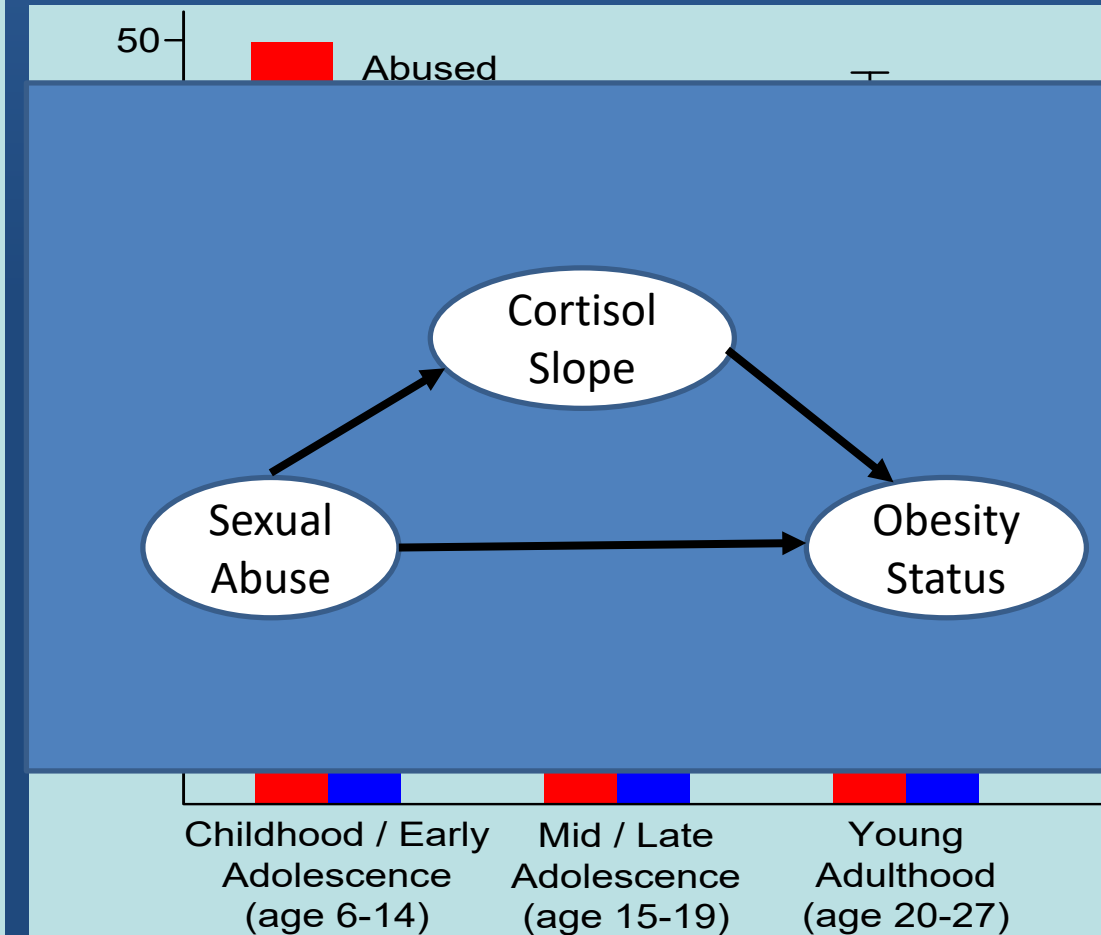 50
Abused
Cortisol
Slope
Sexual
Abuse
Obesity
Status
Childhood / Early
Adolescence
(age 6-14)
Mid / Late
Adolescence
(age 15-19)
Young
Adulthood
(age 20-27)